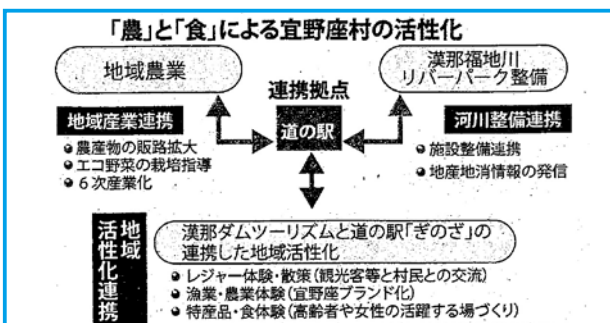 「農」と「食」による宜野座村の活性化
地域農業
漢那福地川
リバーパーク整備
連携拠点
道の駅
地域産業連携
● 農産物の販路拡大
● エコ野菜の栽培指導
● 6次産業化
河川整備連携
● 施設整備連携
● 地産地消情報の発信
地域活性化連携
漢那ダムツーリズムと道の駅「ぎのざ」の
連携した地域活性化
● レジャー体験・散策(観光客等と村民との交流)
● 漁業・農業体験(宜野座ブランド化)
● 特産品・食体験(高齢者や女性の活躍する場づくり)